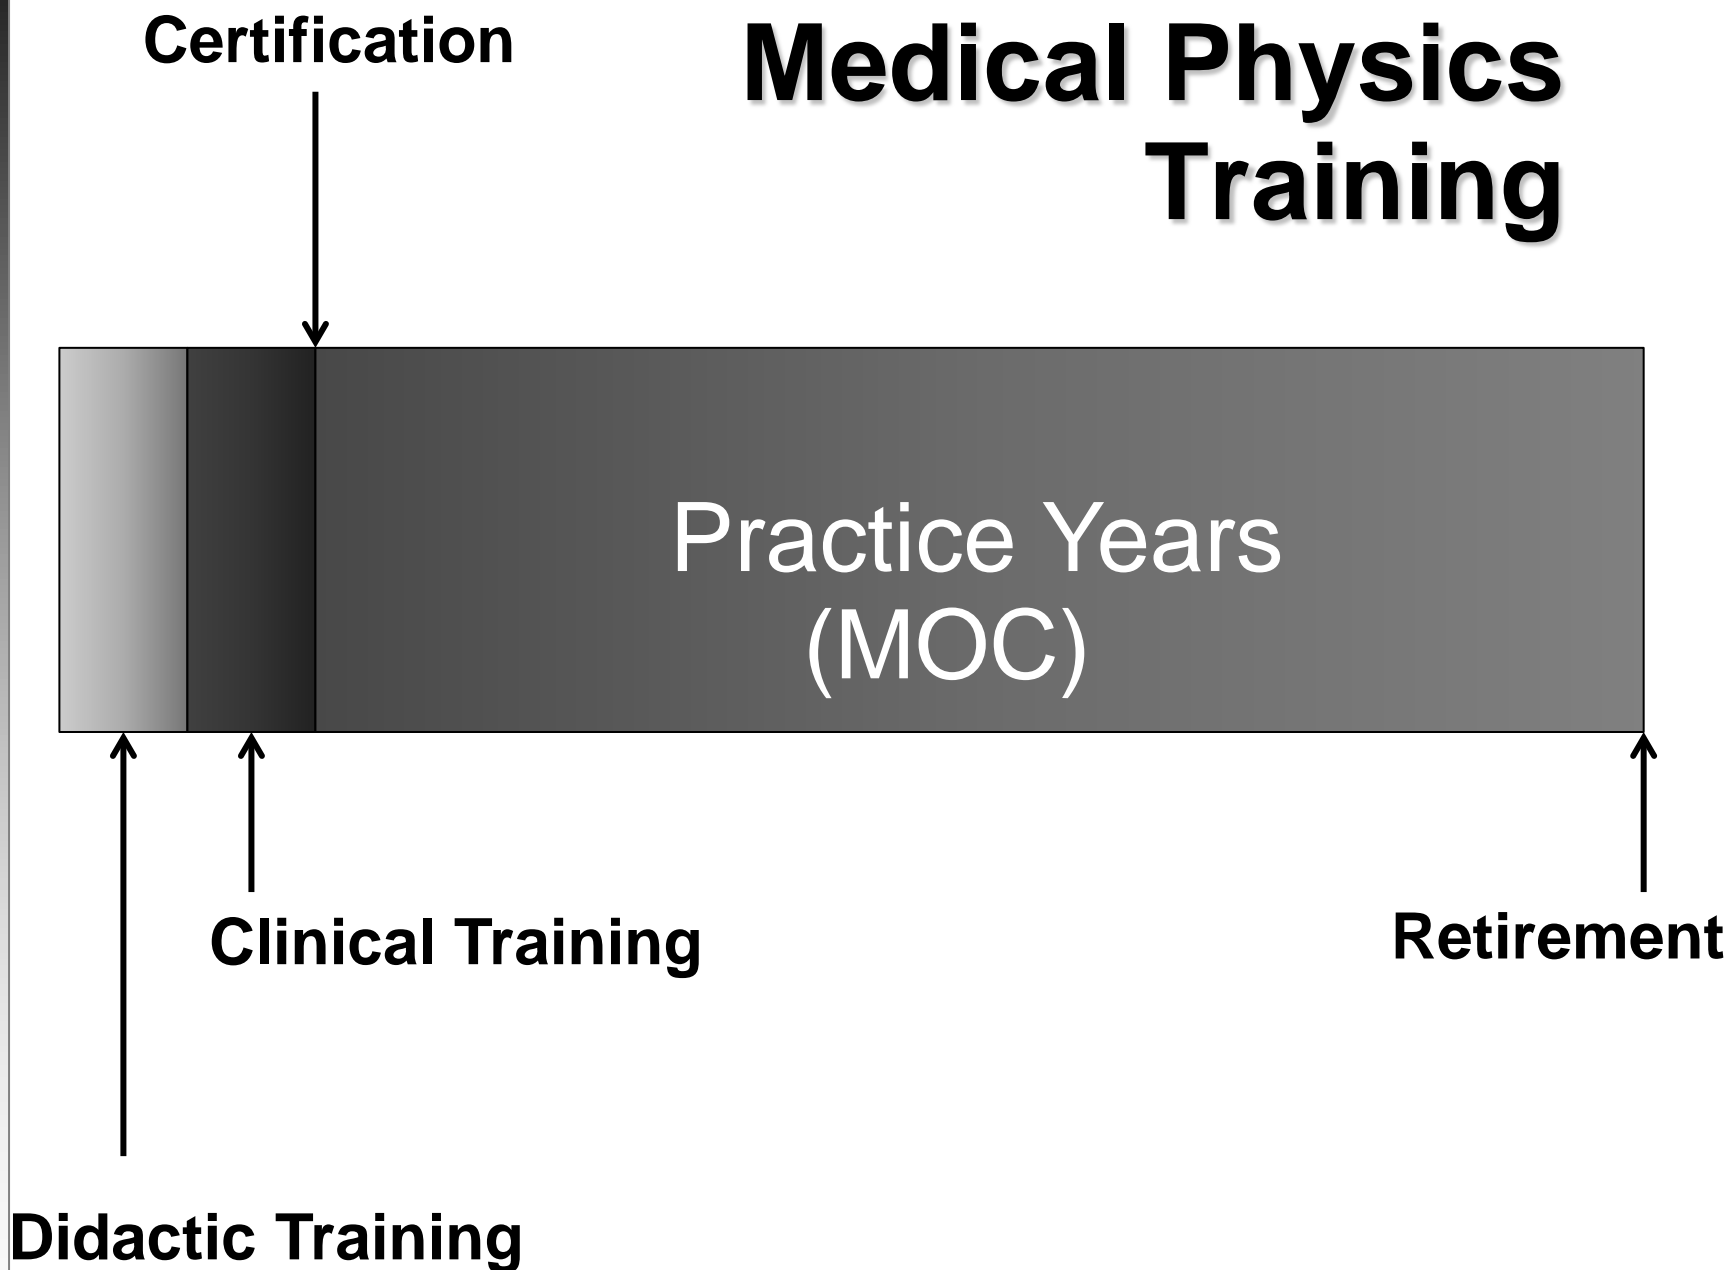 Certification
Medical Physics
Training
Practice Years
(MOC)
Clinical Training
Retirement
Didactic Training